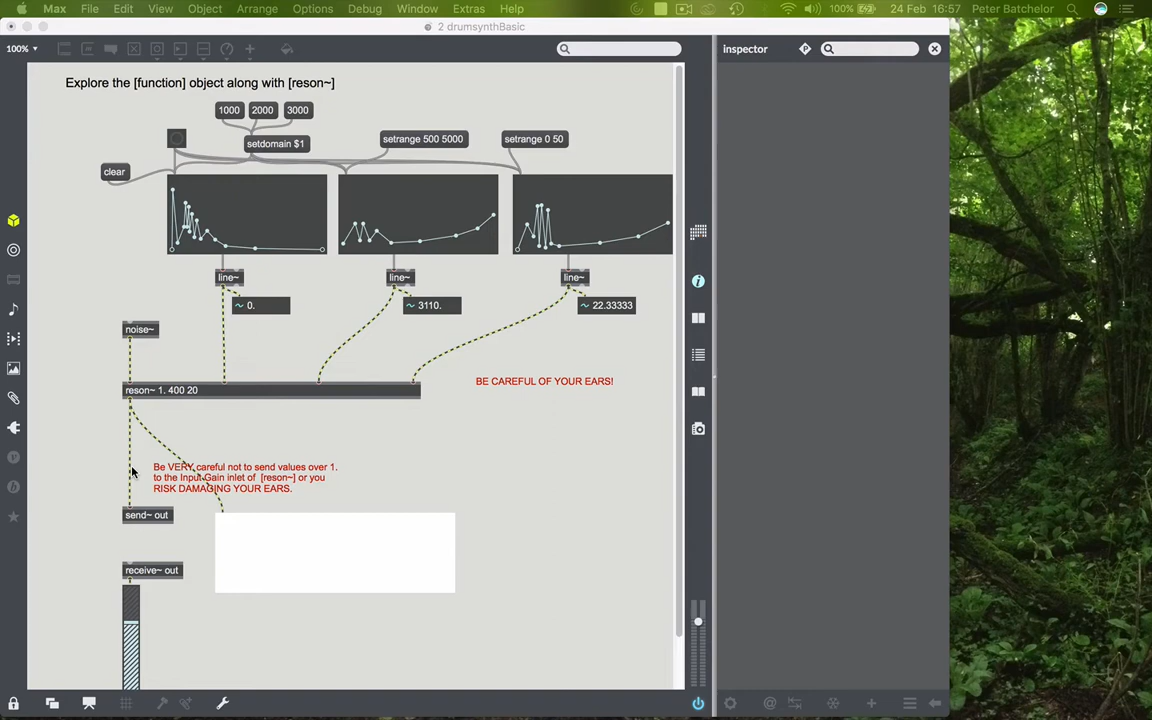 Max File Edit View Object Arrange Options Debug Window Extras Help 100% 24 Feb 16:57 Peter Batchelor
2 drumsynthBasic
100%
inspector
Explore the [function] object along with [reson~]
1000 2000 3000
setdomain $1
setrange 500 5000
setrange 0 50
clear
line~
line~
line~
~ 0.
~ 3110.
~ 22.33333
noise~
reson~ 1. 400 20
BE CAREFUL OF YOUR EARS!
Be VERY careful not to send values over 1.
to the Input Gain inlet of [reson~] or you
RISK DAMAGING YOUR EARS.
send~ out
receive~ out